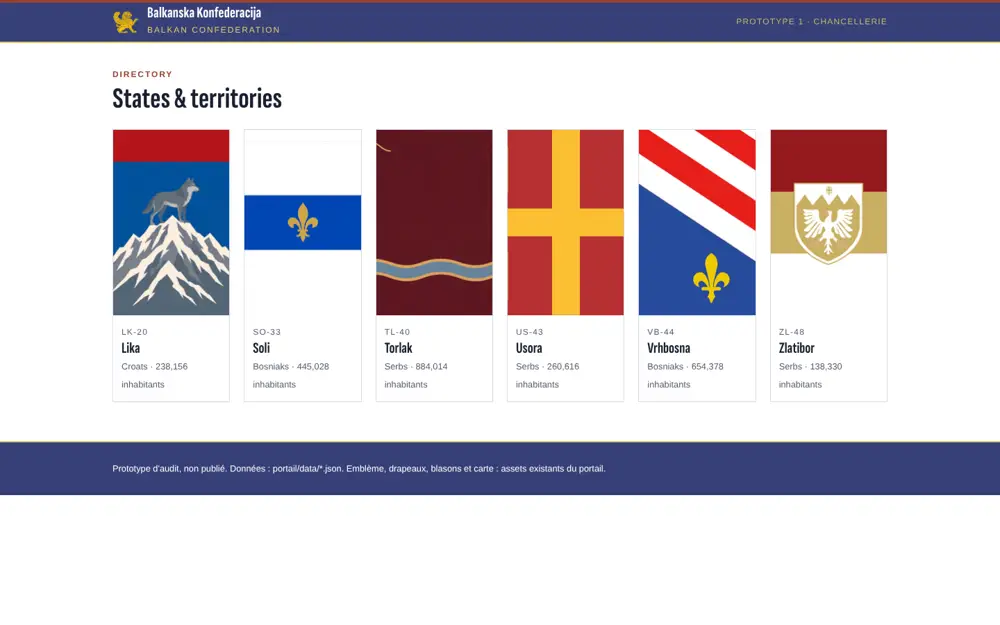 Balkanska Konfederacija
BALKAN CONFEDERATION
PROTOTYPE 1 · CHANCELLERIE
DIRECTORY
States & territories
LK-20
Lika
Croats · 238,156
inhabitants
SO-33
Soli
Bosniaks · 445,028
inhabitants
TL-40
Torlak
Serbs · 884,014
inhabitants
US-43
Usora
Serbs · 260,616
inhabitants
VB-44
Vrhbosna
Bosniaks · 654,378
inhabitants
ZL-48
Zlatibor
Serbs · 138,330
inhabitants
Prototype d'audit, non publié. Données : portail/data/*.json. Emblème, drapeaux, blasons et carte : assets existants du portail.